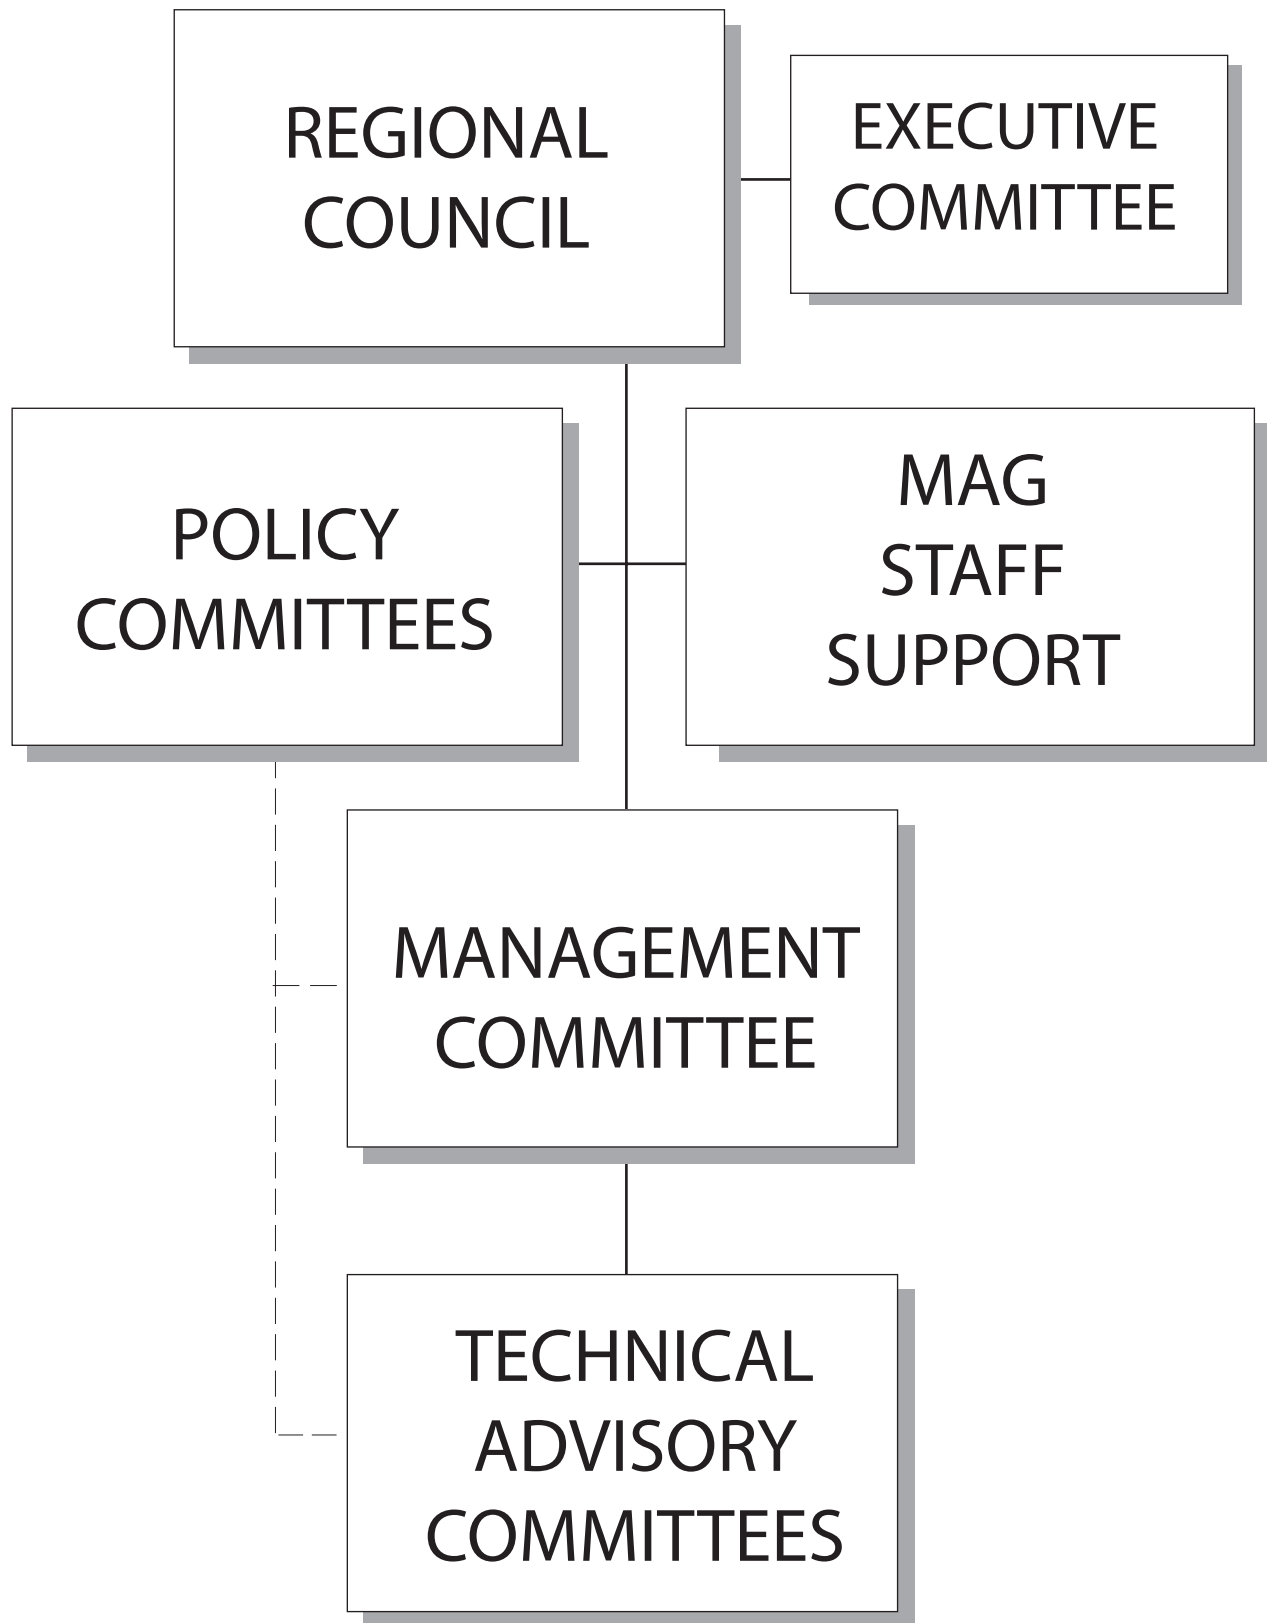 REGIONAL
COUNCIL
EXECUTIVE
COMMITTEE
POLICY
COMMITTEES
MAG
STAFF
SUPPORT
MANAGEMENT
COMMITTEE
TECHNICAL
ADVISORY
COMMITTEES